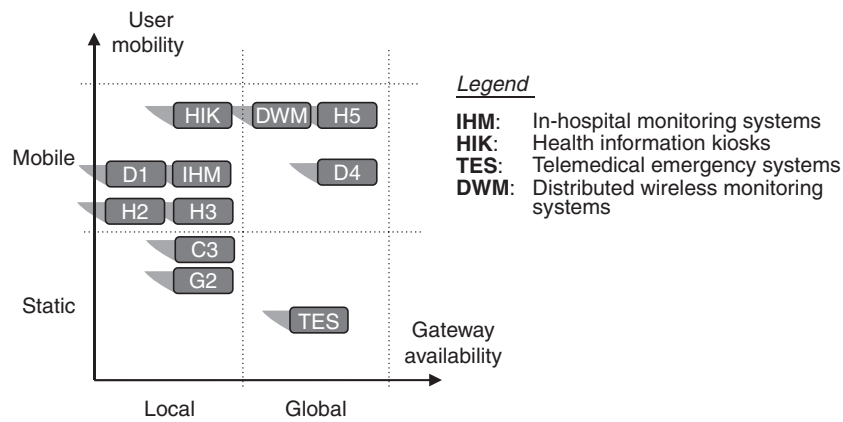 User
mobility
Legend
IHM: In-hospital monitoring systems
HIK: Health information kiosks
TES: Telemedical emergency systems
DWM: Distributed wireless monitoring
systems
HIK DWM H5
Mobile
D1 IHM D4
H2 H3
C3
G2
Static
TES
Gateway
availability
Local Global